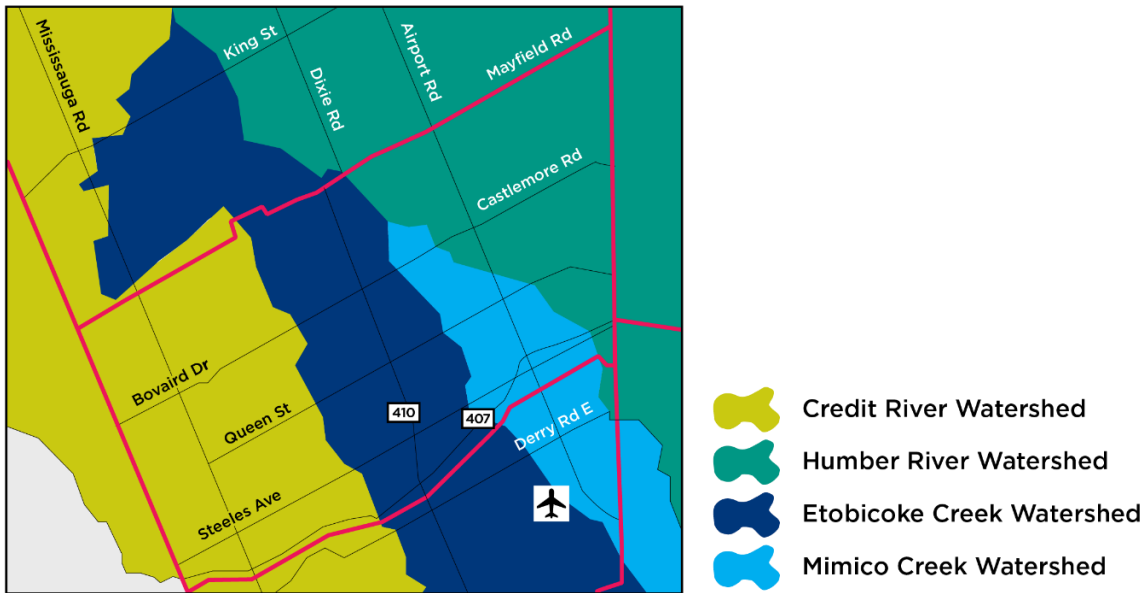 Mississauga Rd
King St
Dixie Rd
Airport Rd
Mayfield Rd
Castlemore Rd
Bovaird Dr
Queen St
Steeles Ave
410
407
Derry Rd E
Credit River Watershed
Humber River Watershed
Etobicoke Creek Watershed
Mimico Creek Watershed